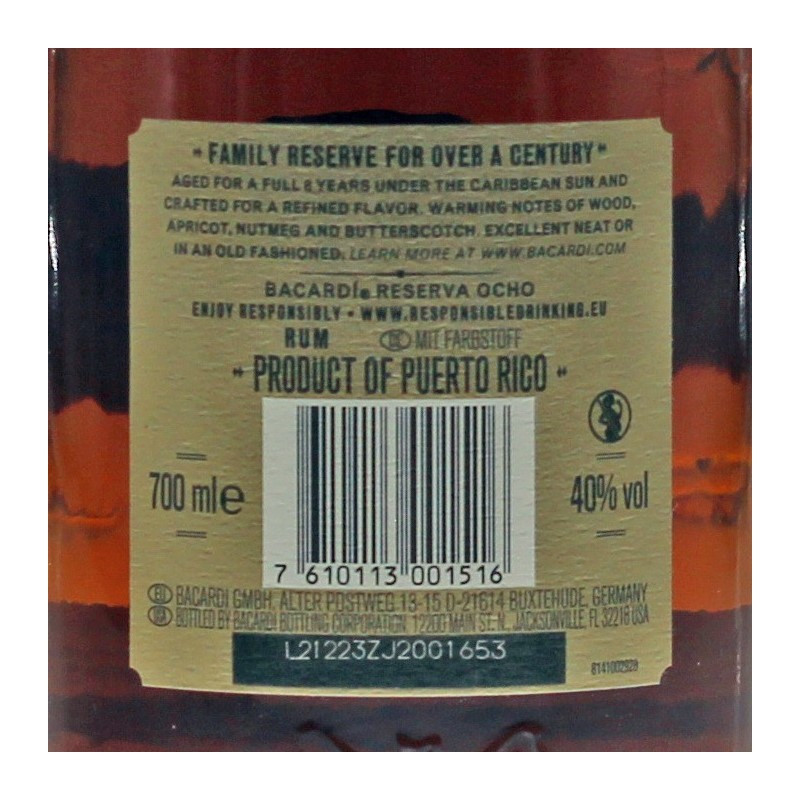 "FAMILY RESERVE FOR OVER A CENTURY"
AGED FOR A FULL 8 YEARS UNDER THE CARIBBEAN SUN AND
CRAFTED FOR A REFINED FLAVOR. WARMING NOTES OF WOOD,
APRICOT, NUTMEG AND BUTTERSCOTCH. EXCELLENT NEAT OR
IN AN OLD FASHIONED. LEARN MORE AT WWW.BACARDI.COM
BACARDÍ® RESERVA OCHO
ENJOY RESPONSIBLY • WWW.RESPONSIBLEDRINKING.EU
RUM DE MIT FARBSTOFF
"PRODUCT OF PUERTO RICO"
700 ml e 40% vol
7 610113 001516
EU BACARDI GMBH, ALTER POSTWEG 13-15 D-21614 BUXTEHUDE, GERMANY
USA BOTTLED BY BACARDI BOTTLING CORPORATION, 12200 MAIN ST.-N., JACKSONVILLE, FL 32218 USA
L21223ZJ2001653
8141002928